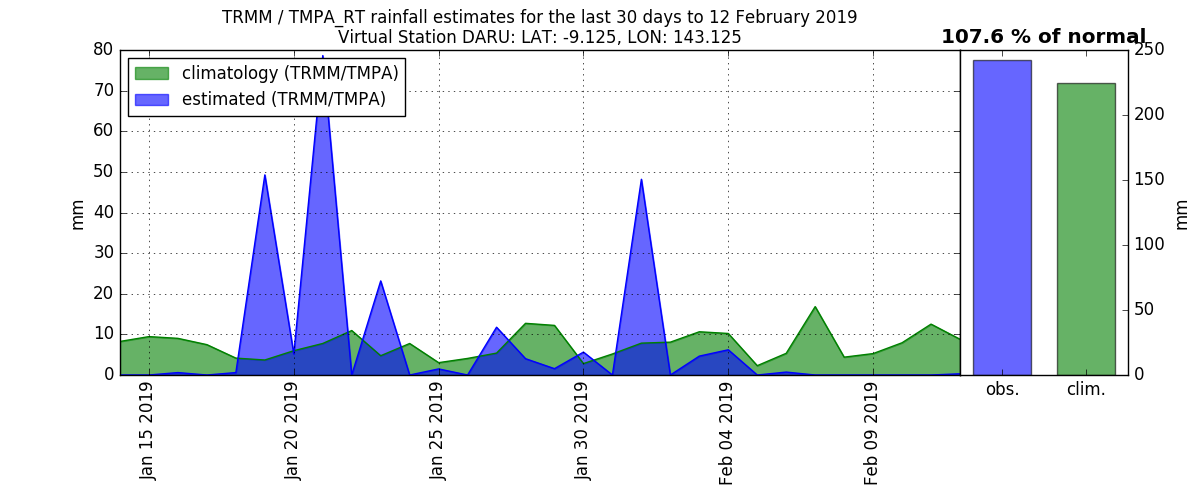 TRMM / TMPA_RT rainfall estimates for the last 30 days to 12 February 2019
Virtual Station DARU: LAT: -9.125, LON: 143.125
107.6 % of normal
climatology (TRMM/TMPA)
estimated (TRMM/TMPA)
80
70
60
50
40
30
20
10
0
mm
Jan 15 2019
Jan 20 2019
Jan 25 2019
Jan 30 2019
Feb 04 2019
Feb 09 2019
250
200
150
100
50
0
mm
obs.
clim.